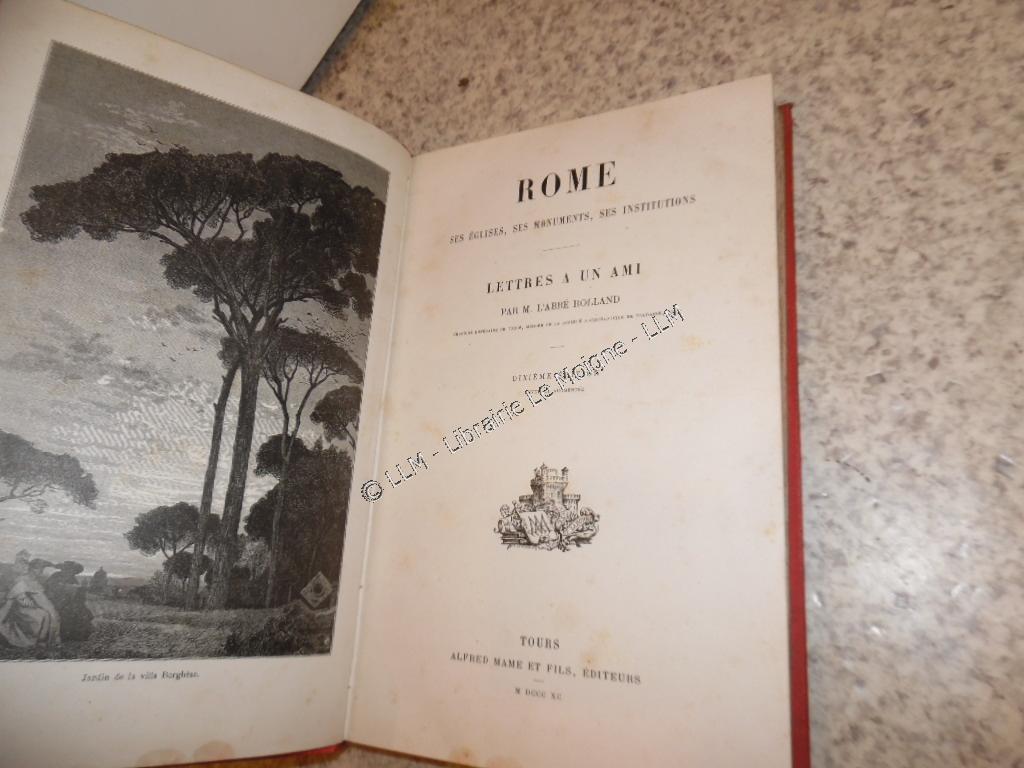 Jardin de la villa Borghèse.
ROME
SES ÉGLISES, SES MONUMENTS, SES INSTITUTIONS
LETTRES A UN AMI
PAR M. L'ABBÉ ROLLAND
DIXIÈME
© LLM - Librairie Le Moigne - LLM
TOURS
ALFRED MAME ET FILS, ÉDITEURS
M DCCC XC